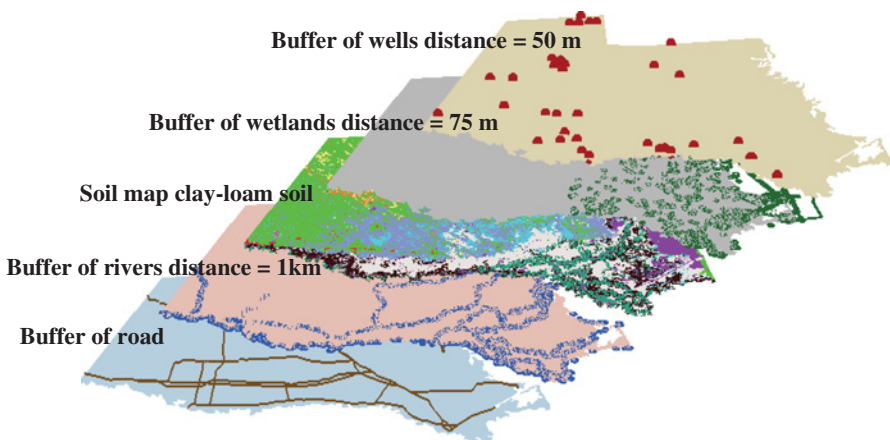 Buffer of wells distance = 50 m
Buffer of wetlands distance = 75 m
Soil map clay-loam soil
Buffer of rivers distance = 1km
Buffer of road